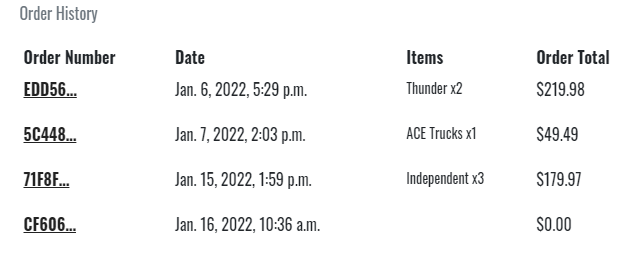 Order History
Order Number Date Items Order Total
EDD56... Jan. 6, 2022, 5:29 p.m. Thunder x2 $219.98
5C448... Jan. 7, 2022, 2:03 p.m. ACE Trucks x1 $49.49
71F8F... Jan. 15, 2022, 1:59 p.m. Independent x3 $179.97
CF606... Jan. 16, 2022, 10:36 a.m. $0.00